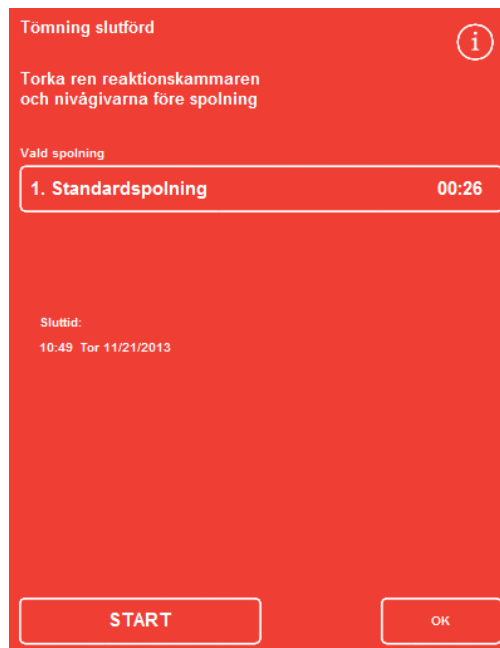 Tömning slutförd
i
Torka ren reaktionskammaren
och nivågivarna före spolning
Vald spolning
1. Standardspolning 00:26
Sluttid:
10:49 Tor 11/21/2013
START OK